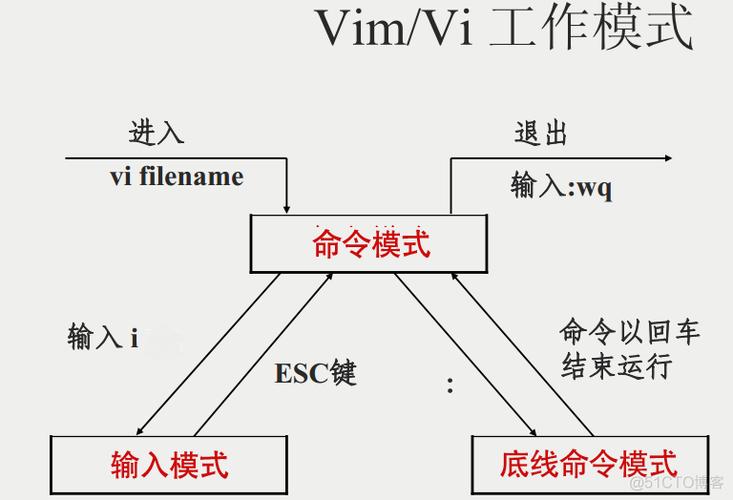 Vim/Vi 工作模式
进入
vi filename
退出
输入:wq
命令模式
输入 i
ESC键
:
命令以回车
结束运行
输入模式
底线命令模式
@51CTO博客